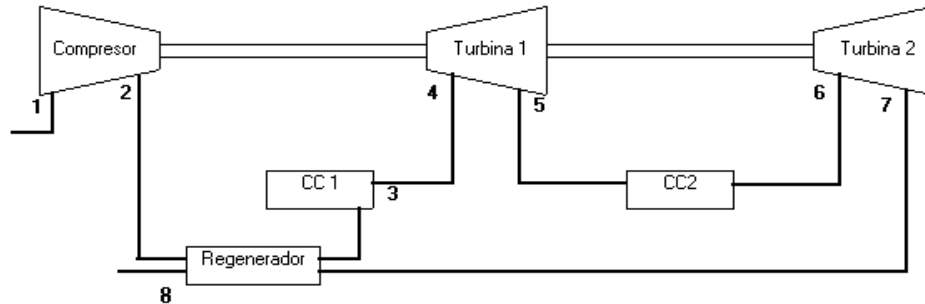 Compresor
Turbina 1
Turbina 2
1
2
4
5
6
7
CC 1
3
CC2
Regenerador
8